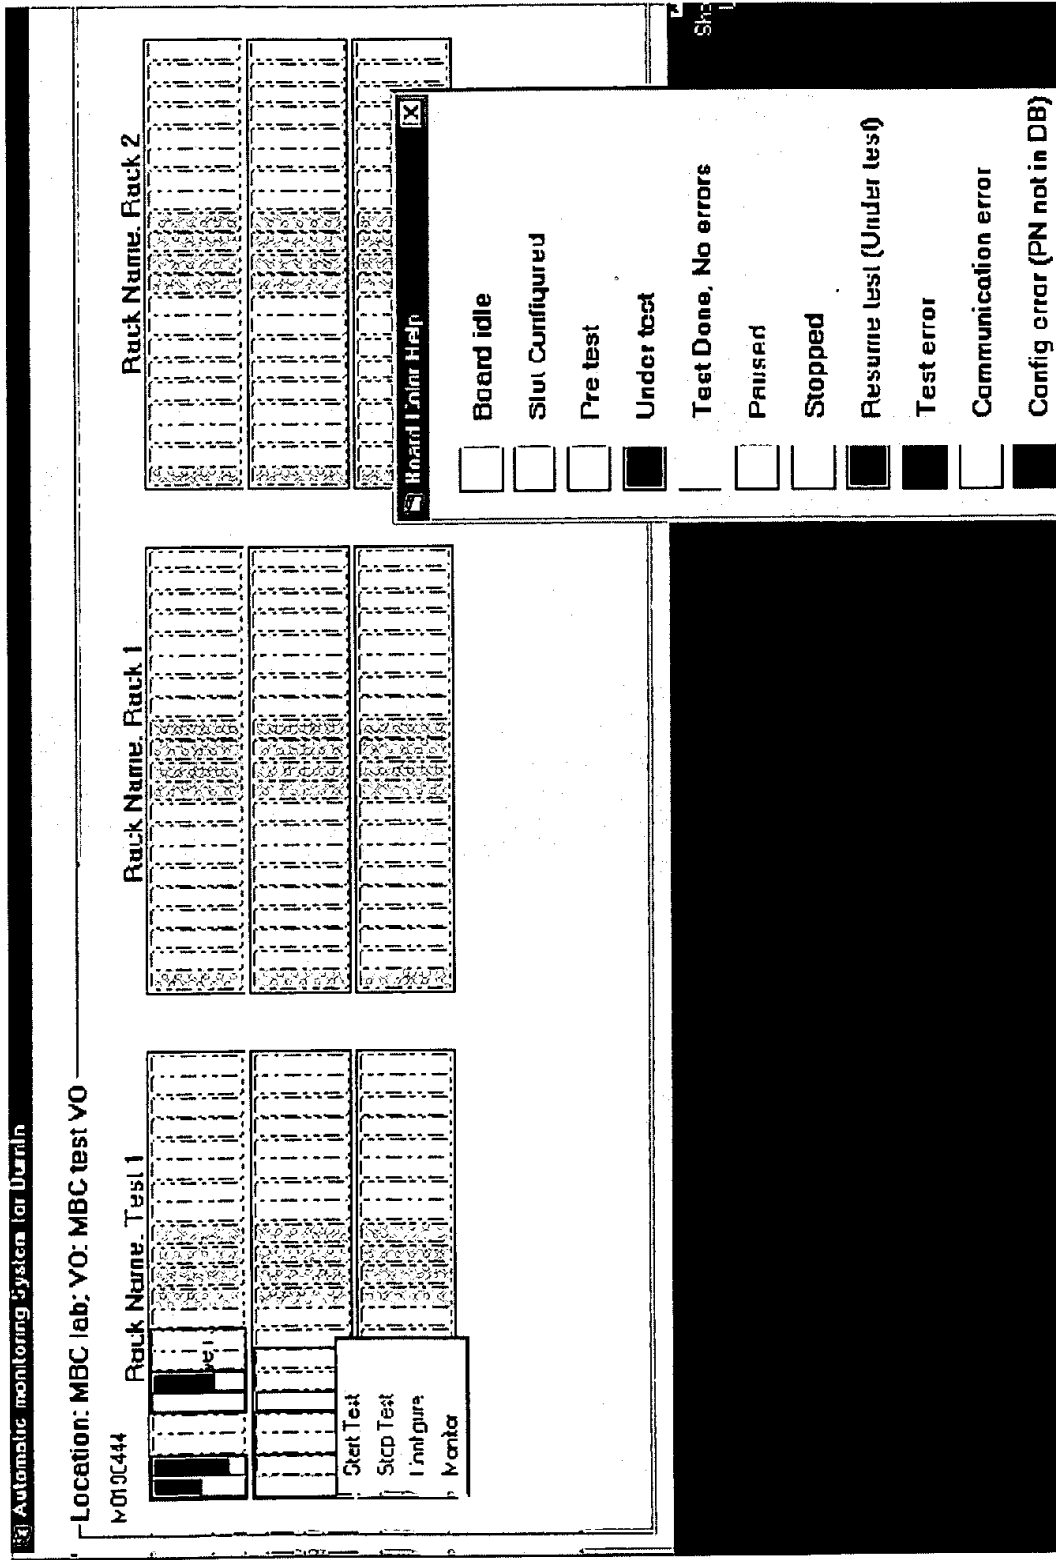 Automatic monitoring System for BurnIn
Location: MBC lab; VO: MBC test VO
M010C444
Rack Name. Test 1
Rack Name. Rack 1
Rack Name. Rack 2
Start Test
Stop Test
Configure
Monitor
Board Color Help
Board idle
Slot Configured
Pre test
Under test
Test Done, No errors
Paused
Stopped
Resume test (Under test)
Test error
Communication error
Config error (PN not in DB)